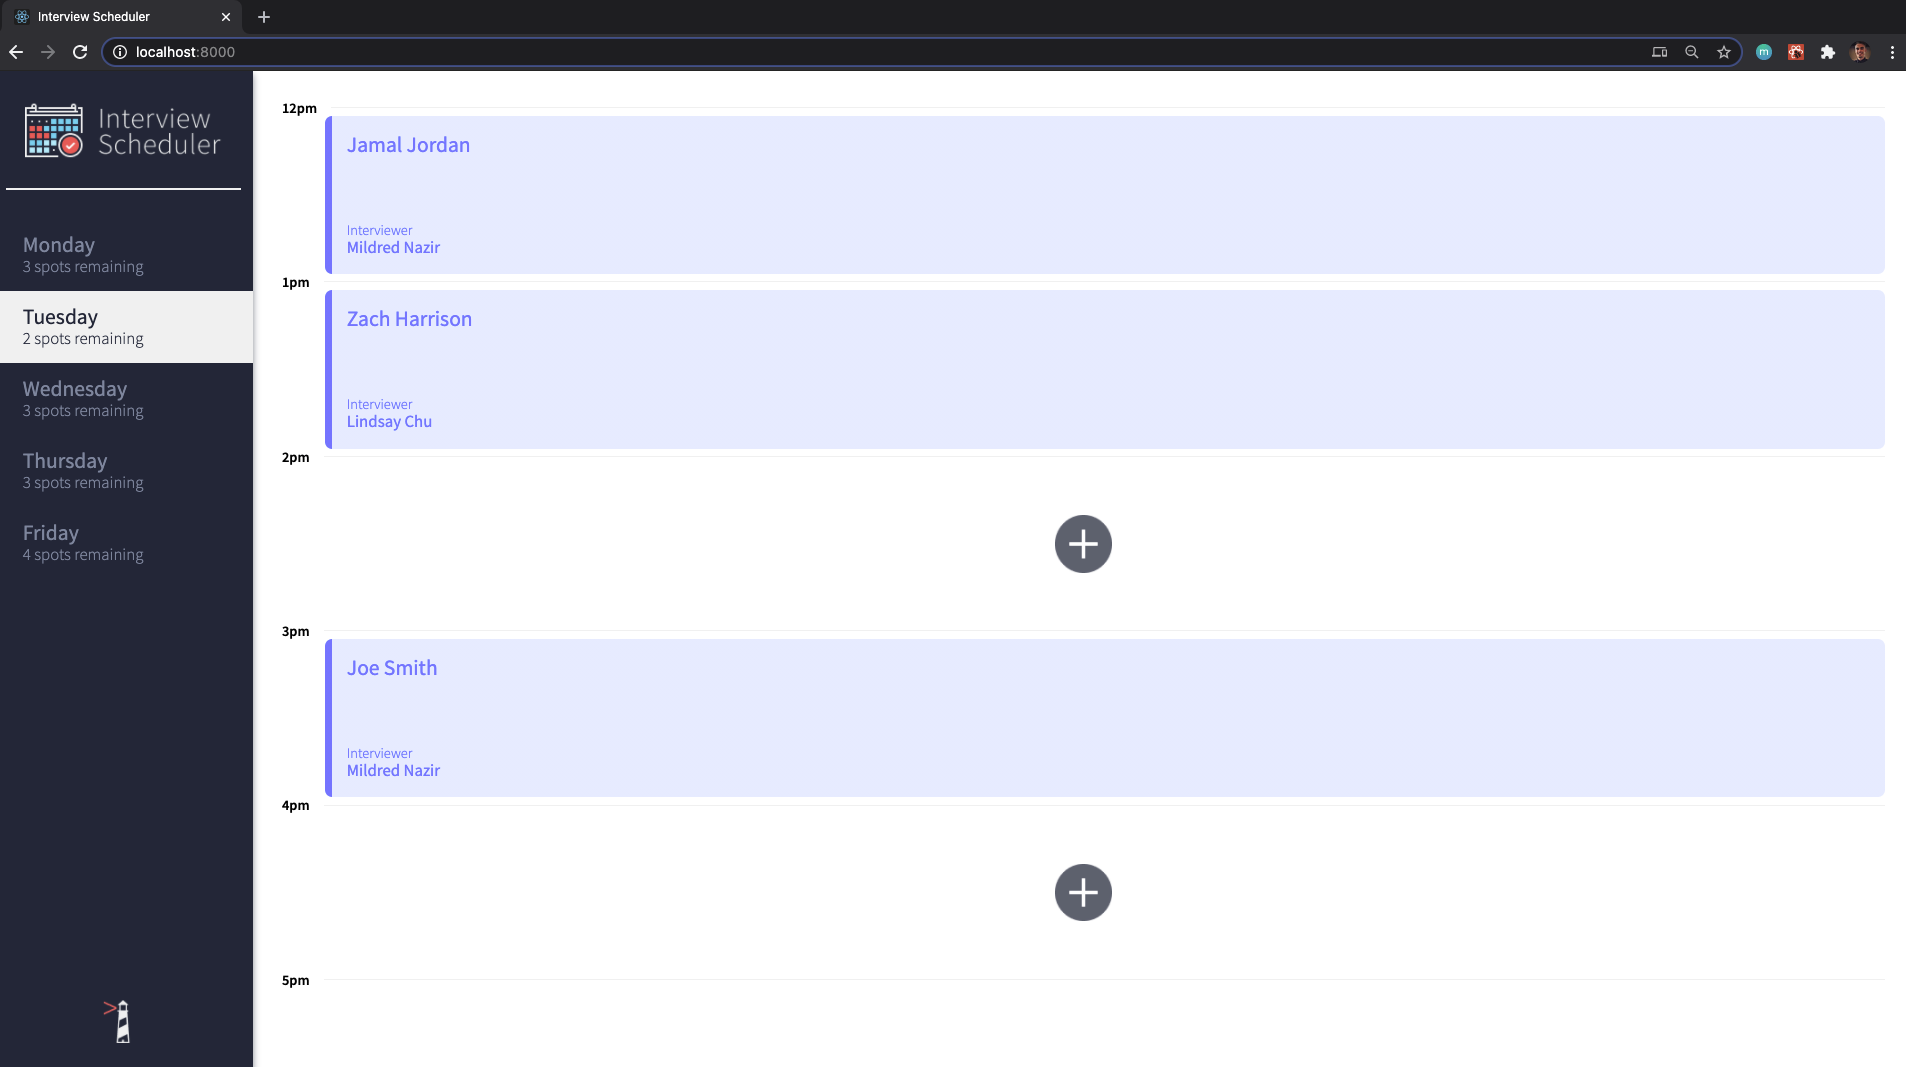 Interview Scheduler
localhost:8000
m
Interview
Scheduler
Monday
3 spots remaining
Tuesday
2 spots remaining
Wednesday
3 spots remaining
Thursday
3 spots remaining
Friday
4 spots remaining
12pm
Jamal Jordan
Interviewer
Mildred Nazir
1pm
Zach Harrison
Interviewer
Lindsay Chu
2pm
3pm
Joe Smith
Interviewer
Mildred Nazir
4pm
5pm